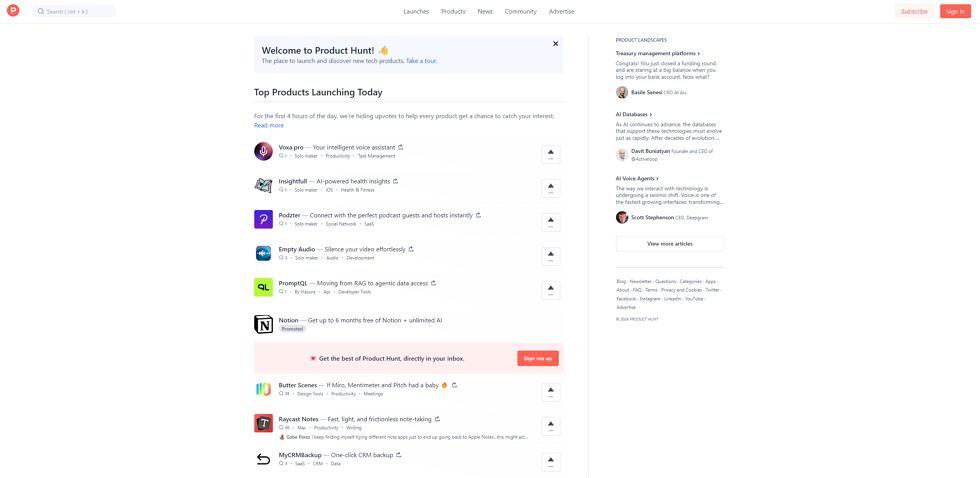 Search ( ctrl + k )
Launches Products News Community Advertise
Subscribe
Sign in
Welcome to Product Hunt! 👋
The place to launch and discover new tech products. Take a tour.
Top Products Launching Today
For the first 4 hours of the day, we're hiding upvotes to help every product get a chance to catch your interest.
Read more
Voxa.pro — Your intelligent voice assistant
1 • Solo maker • Productivity • Task Management
Insightfull — AI-powered health insights
1 • Solo maker • iOS • Health & Fitness
Podzter — Connect with the perfect podcast guests and hosts instantly
1 • Solo maker • Social Network • SaaS
Empty Audio — Silence your video effortlessly
3 • Solo maker • Audio • Development
PromptQL — Moving from RAG to agentic data access
1 • By Hasura • Api • Developer Tools
Notion — Get up to 6 months free of Notion + unlimited AI
Promoted
💌 Get the best of Product Hunt, directly in your inbox.
Sign me up
Butter Scenes — If Miro, Mentimeter and Pitch had a baby 🔥
• Design Tools • Productivity • Meetings
Raycast Notes — Fast, light, and frictionless note-taking
20 • Mac • Productivity • Writing
Gabe Perez I keep finding myself trying different note apps just to end up going back to Apple Notes...this might act...
MyCRMBackup — One-click CRM backup
3 • SaaS • CRM • Data
PRODUCT LANDSCAPES
Treasury management platforms ›
Congrats! You just closed a funding round
and are staring at a big balance when you
log into your bank account. Now what?
Basile Senesi CRO At Arc
AI Databases ›
As AI continues to advance, the databases
that support these technologies must evolve
just as rapidly. After decades of evolution,...
Davit Buniatyan Founder and CEO of
@Activeloop
AI Voice Agents ›
The way we interact with technology is
undergoing a seismic shift. Voice is one of
the fastest growing interfaces, transforming...
Scott Stephenson CEO, Deepgram
View more articles
Blog · Newsletter · Questions · Categories · Apps ·
About · FAQ · Terms · Privacy and Cookies · Twitter ·
Facebook · Instagram · LinkedIn · YouTube ·
Advertise
© 2024 PRODUCT HUNT